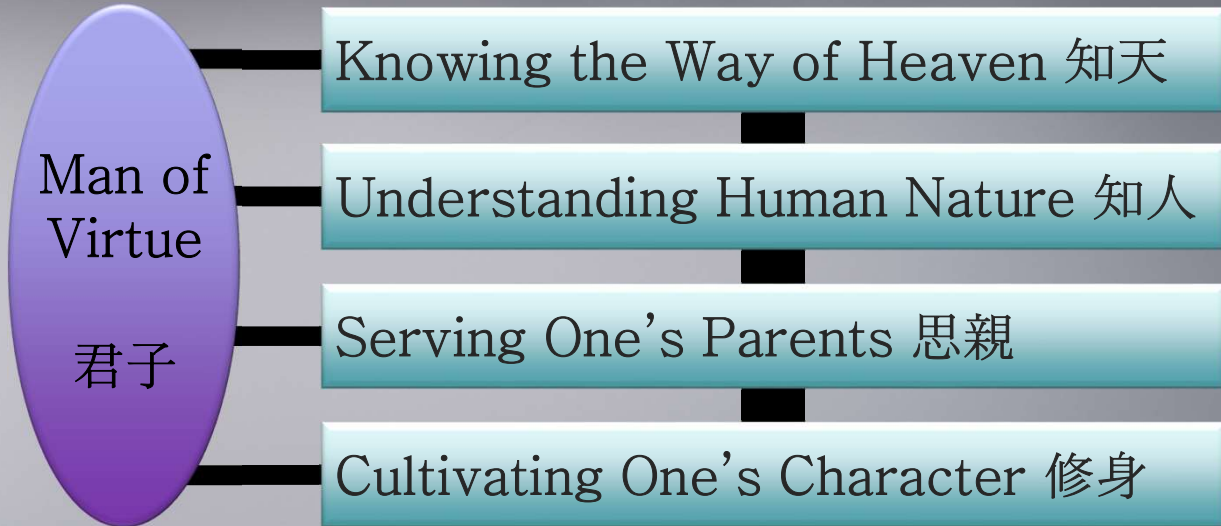 Man of
Virtue
君子
Knowing the Way of Heaven 知天
Understanding Human Nature 知人
Serving One’s Parents 思親
Cultivating One’s Character 修身